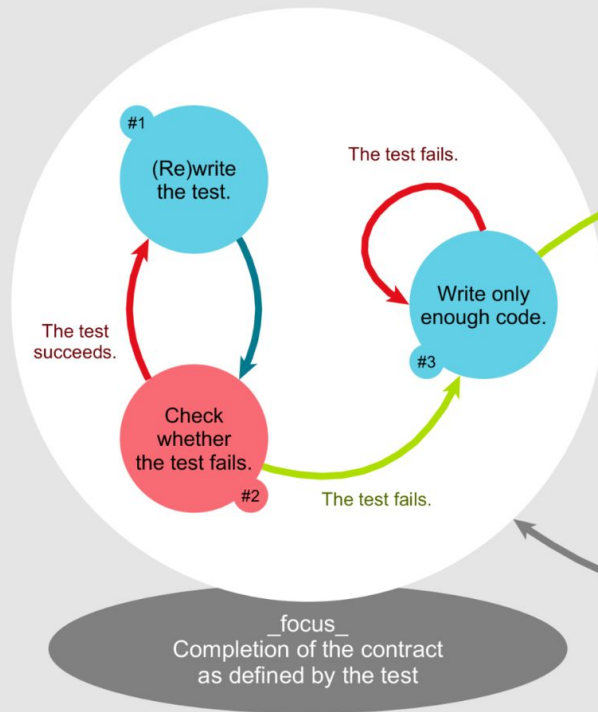 #1
(Re)write
the test.
The test
succeeds.
Check
whether
the test fails.
#2
The test fails.
The test fails.
Write only
enough code.
#3
_focus_
Completion of the contract
as defined by the test